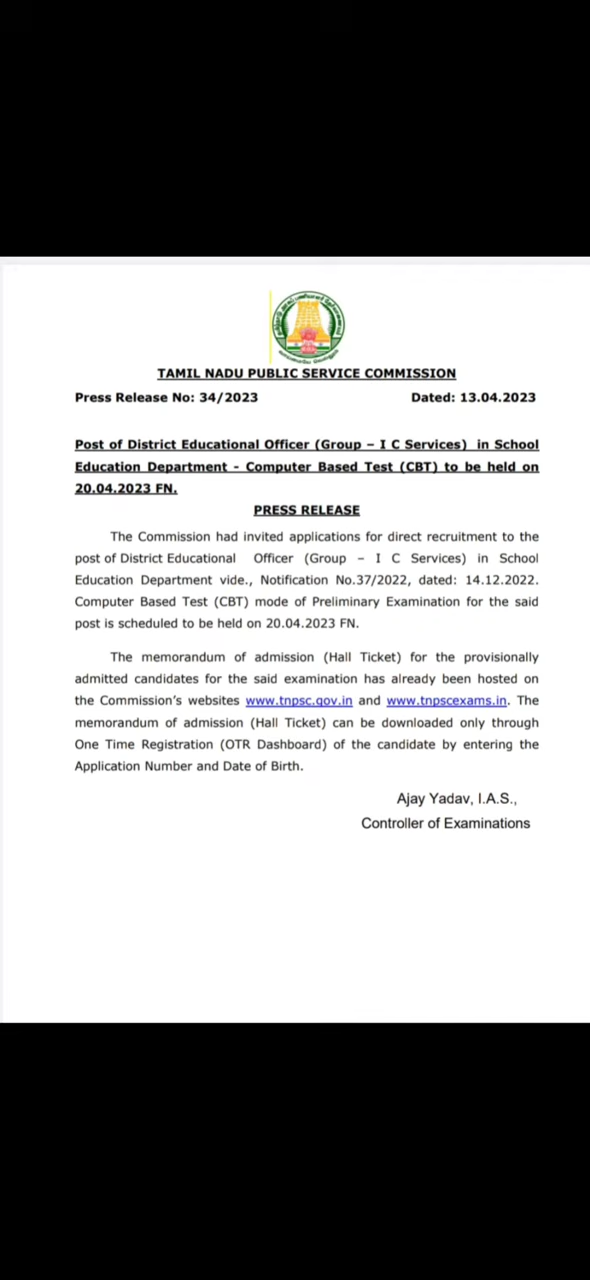 TAMIL NADU PUBLIC SERVICE COMMISSION
Press Release No: 34/2023 Dated: 13.04.2023
Post of District Educational Officer (Group – I C Services) in School
Education Department - Computer Based Test (CBT) to be held on
20.04.2023 FN.
PRESS RELEASE
The Commission had invited applications for direct recruitment to the
post of District Educational Officer (Group – I C Services) in School
Education Department vide., Notification No.37/2022, dated: 14.12.2022.
Computer Based Test (CBT) mode of Preliminary Examination for the said
post is scheduled to be held on 20.04.2023 FN.
The memorandum of admission (Hall Ticket) for the provisionally
admitted candidates for the said examination has already been hosted on
the Commission's websites www.tnpsc.gov.in and www.tnpscexams.in. The
memorandum of admission (Hall Ticket) can be downloaded only through
One Time Registration (OTR Dashboard) of the candidate by entering the
Application Number and Date of Birth.
Ajay Yadav, I.A.S.,
Controller of Examinations